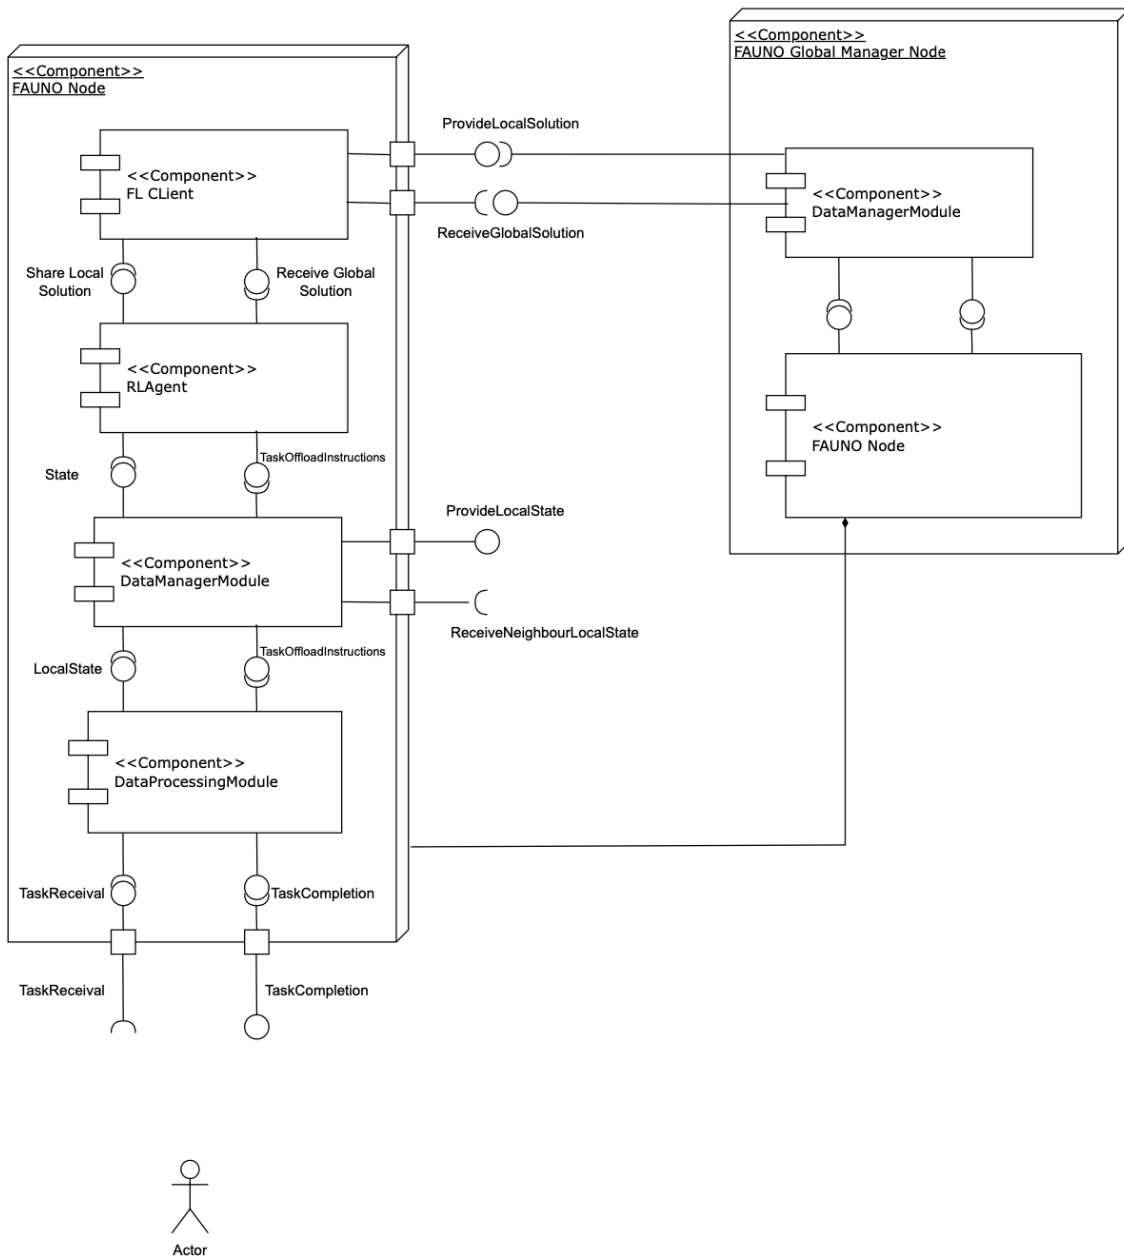 <<Component>>
FAUNO Node
<<Component>>
FL CLient
Share Local
Solution
Receive Global
Solution
<<Component>>
RLAgent
State
TaskOffloadInstructions
<<Component>>
DataManagerModule
LocalState
TaskOffloadInstructions
<<Component>>
DataProcessingModule
TaskReceival
TaskCompletion
TaskReceival
TaskCompletion
Actor
ProvideLocalSolution
ReceiveGlobalSolution
ProvideLocalState
ReceiveNeighbourLocalState
<<Component>>
FAUNO Global Manager Node
<<Component>>
DataManagerModule
<<Component>>
FAUNO Node